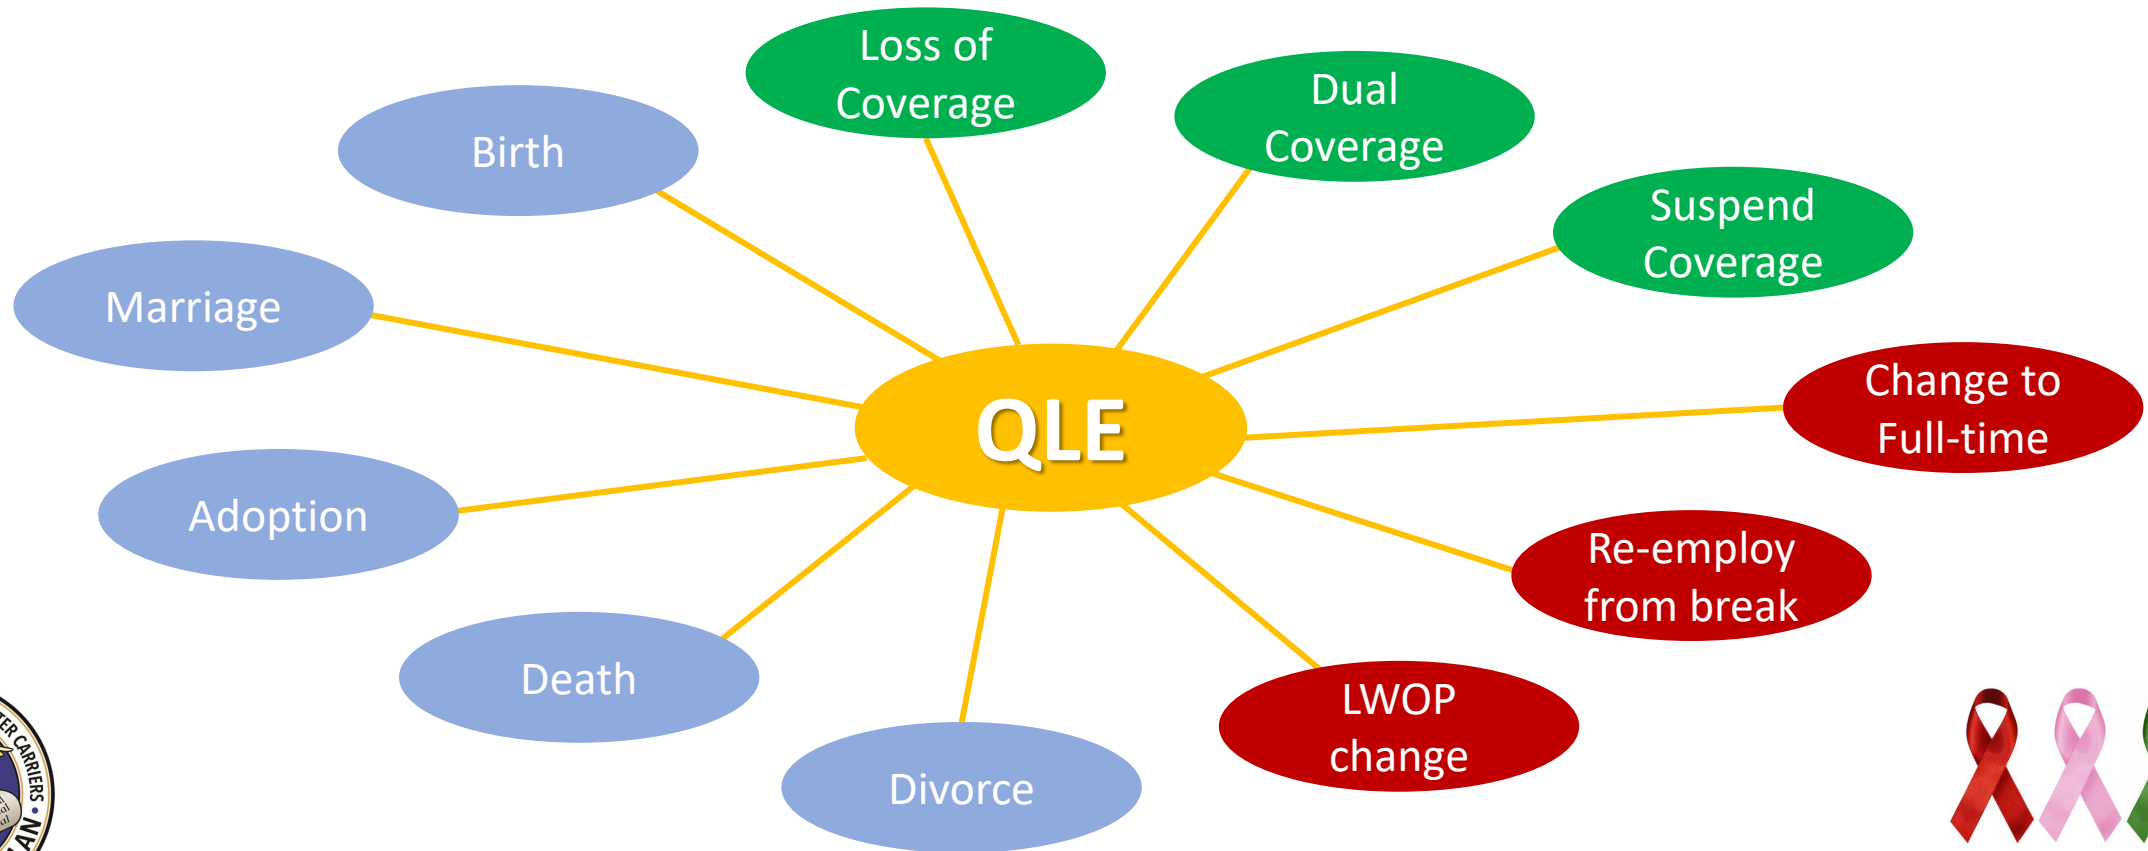 Loss of
Coverage
Dual
Coverage
Birth
Suspend
Coverage
Marriage
Change to
Full-time
QLE
Adoption
Re-employ
from break
Death
LWOP
change
Divorce
CARRIERS •